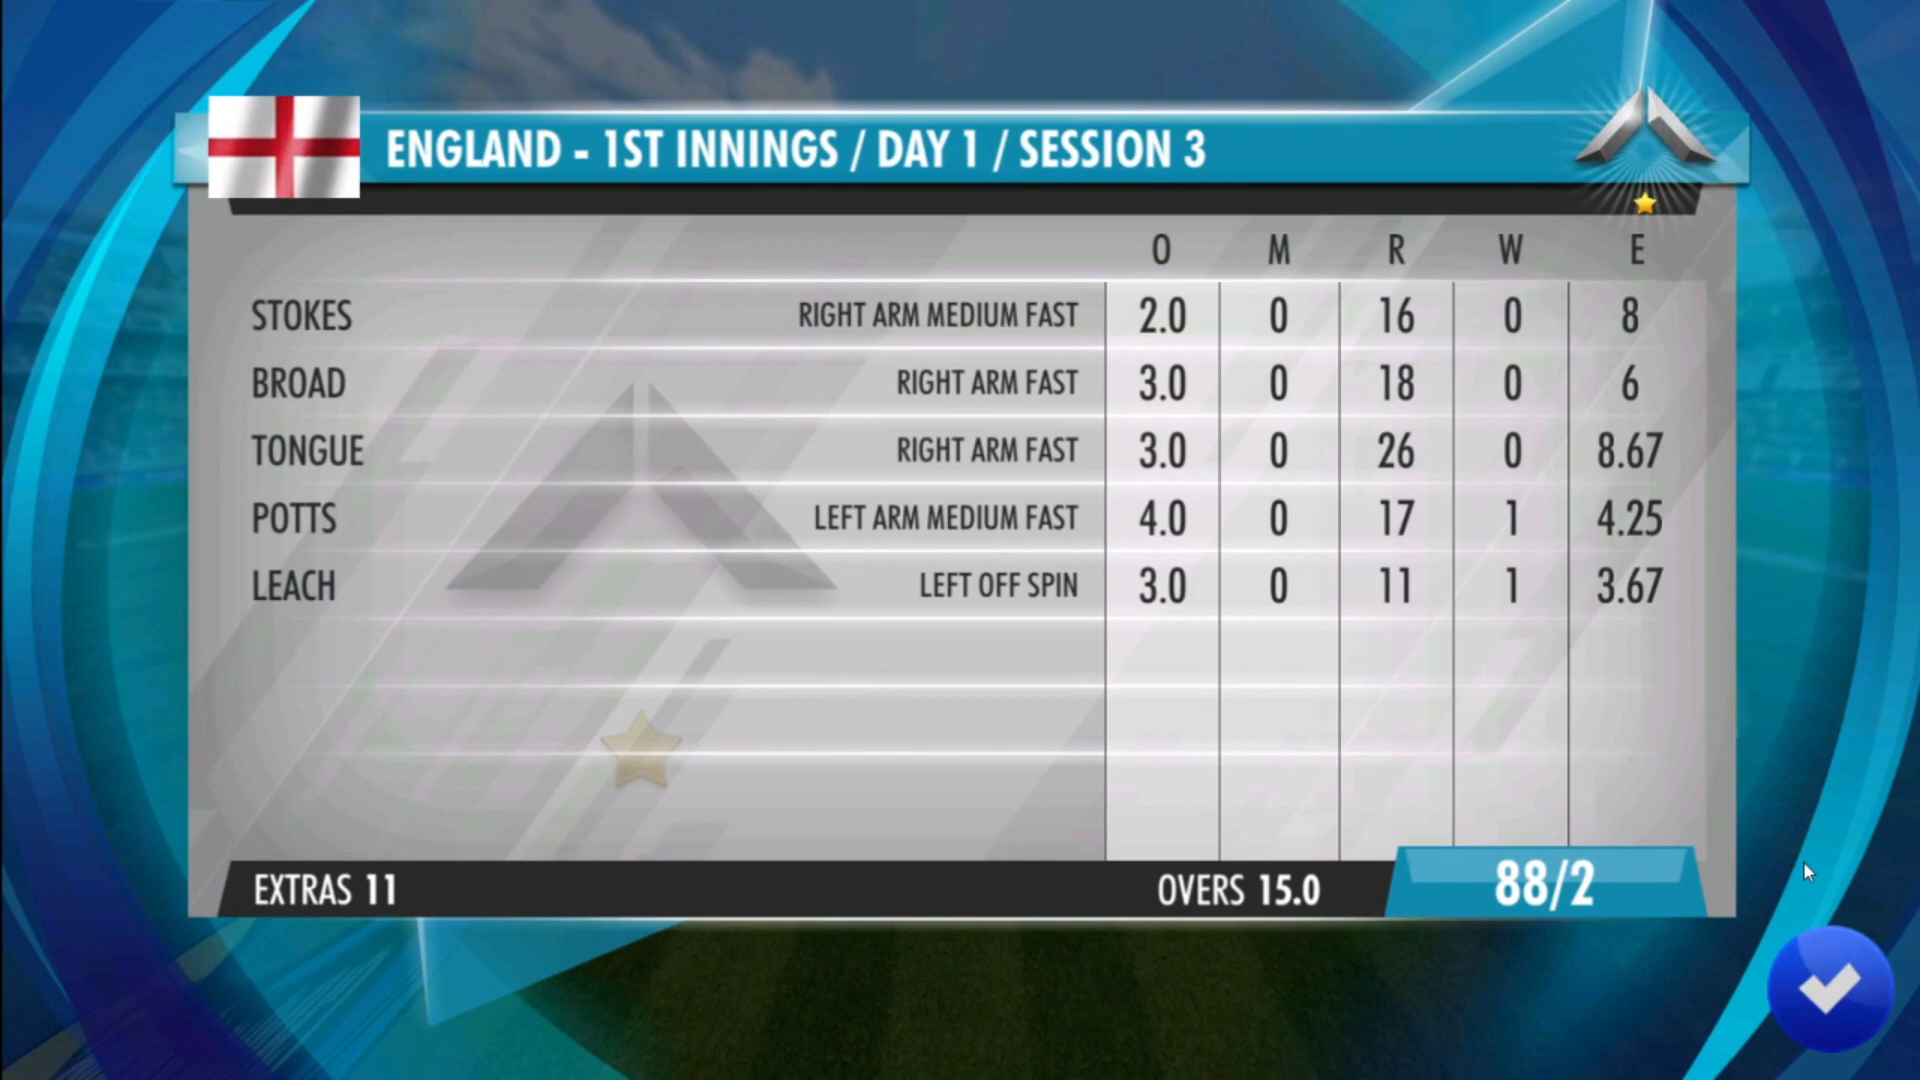 ENGLAND - 1ST INNINGS / DAY 1 / SESSION 3
O M R W E
STOKES RIGHT ARM MEDIUM FAST 2.0 0 16 0 8
BROAD RIGHT ARM FAST 3.0 0 18 0 6
TONGUE RIGHT ARM FAST 3.0 0 26 0 8.67
POTTS LEFT ARM MEDIUM FAST 4.0 0 17 1 4.25
LEACH LEFT OFF SPIN 3.0 0 11 1 3.67
EXTRAS 11 OVERS 15.0 88/2